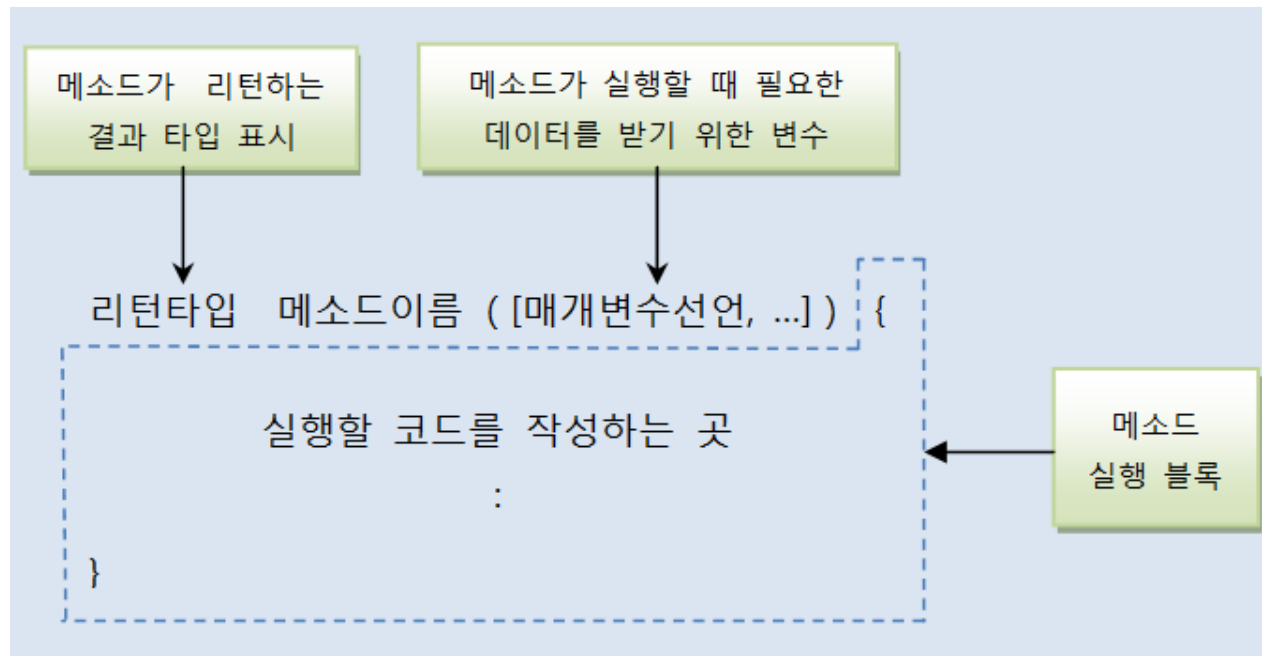 메소드가 리턴하는
결과 타입 표시
메소드가 실행할 때 필요한
데이터를 받기 위한 변수
리턴타입 메소드이름 ( [매개변수선언, ...] ) {
실행할 코드를 작성하는 곳
:
}
메소드
실행 블록